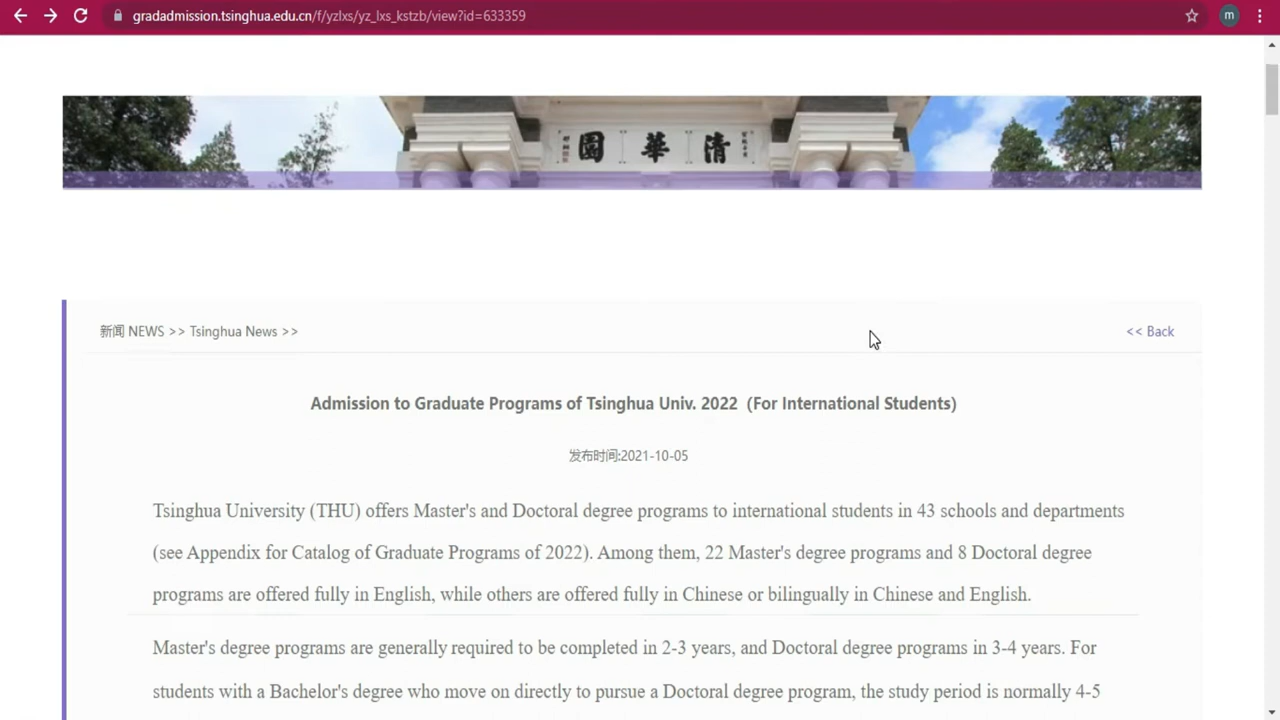 gradadmission.tsinghua.edu.cn/f/yzlxs/yz_lxs_kstzb/view?id=633359
m
園 華 清
新闻 NEWS >> Tsinghua News >>
<< Back
Admission to Graduate Programs of Tsinghua Univ. 2022 (For International Students)
发布时间:2021-10-05
Tsinghua University (THU) offers Master's and Doctoral degree programs to international students in 43 schools and departments
(see Appendix for Catalog of Graduate Programs of 2022). Among them, 22 Master's degree programs and 8 Doctoral degree
programs are offered fully in English, while others are offered fully in Chinese or bilingually in Chinese and English.
Master's degree programs are generally required to be completed in 2-3 years, and Doctoral degree programs in 3-4 years. For
students with a Bachelor's degree who move on directly to pursue a Doctoral degree program, the study period is normally 4-5